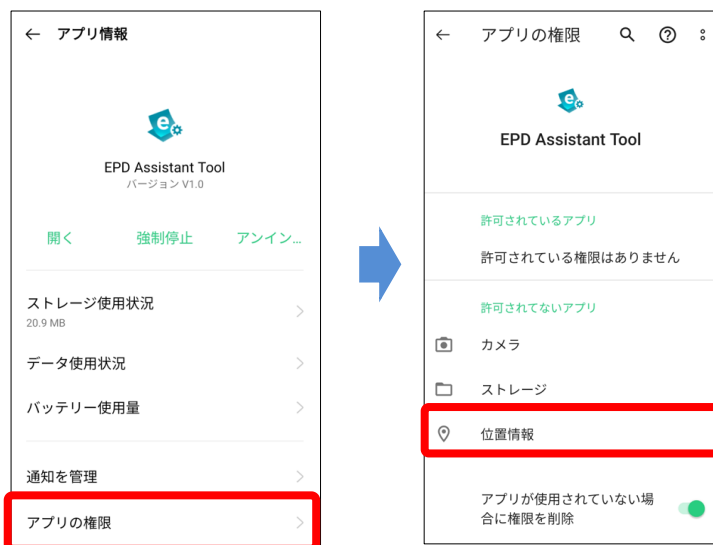 ← アプリ情報
EPD Assistant Tool
バージョン V1.0
開く 強制停止 アンイン...
ストレージ使用状況
20.9 MB
データ使用状況
バッテリー使用量
通知を管理
アプリの権限
← アプリの権限
EPD Assistant Tool
許可されているアプリ
許可されている権限はありません
許可されてないアプリ
カメラ
ストレージ
位置情報
アプリが使用されていない場
合に権限を削除